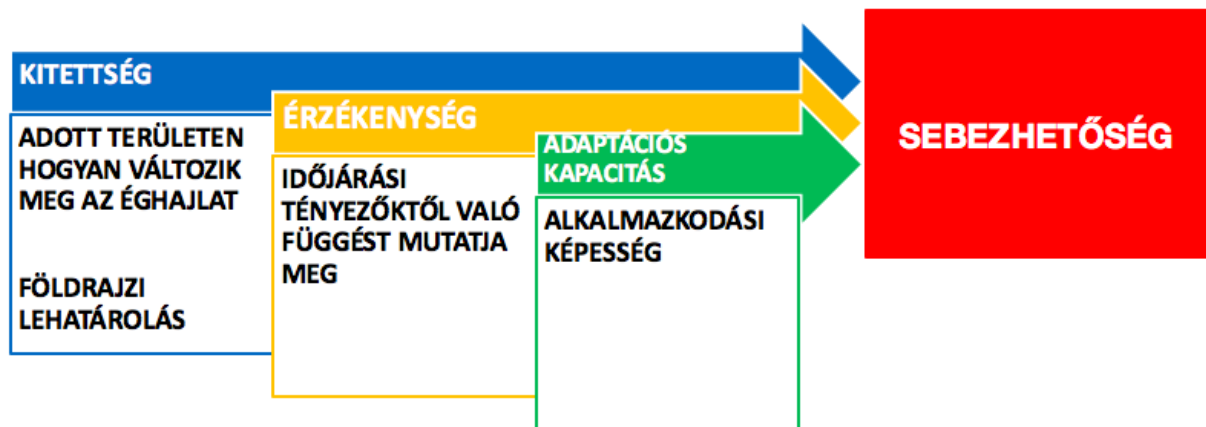 KITETTSÉG
ADOTT TERÜLETEN
HOGYAN VÁLTOZIK
MEG AZ ÉGHAJLAT
FÖLDRAJZI
LEHATÁROLÁS
ÉRZÉKENYSÉG
IDŐJÁRÁSI
TÉNYEZŐKTŐL VALÓ
FÜGGÉST MUTATJA
MEG
ADAPTÁCIÓS
KAPACITÁS
ALKALMAZKODÁSI
KÉPESSÉG
SEBEZHETŐSÉG